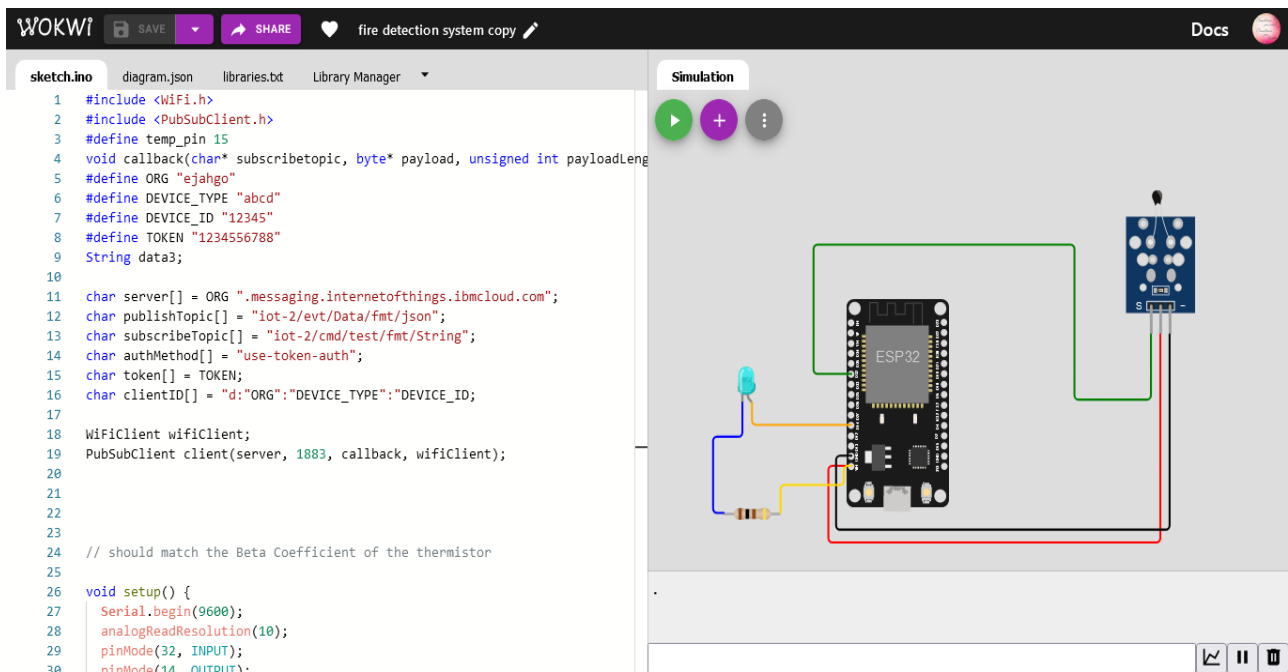 WOKWI SAVE SHARE fire detection system copy Docs
sketch.ino diagram.json libraries.txt Library Manager
Simulation
1 #include <WiFi.h>
2 #include <PubSubClient.h>
3 #define temp_pin 15
4 void callback(char* subscribetopic, byte* payload, unsigned int payloadLeng
5 #define ORG "ejahgo"
6 #define DEVICE_TYPE "abcd"
7 #define DEVICE_ID "12345"
8 #define TOKEN "1234556788"
9 String data3;
10
11 char server[] = ORG ".messaging.internetofthings.ibmcloud.com";
12 char publishTopic[] = "iot-2/evt/Data/fmt/json";
13 char subscribeTopic[] = "iot-2/cmd/test/fmt/String";
14 char authMethod[] = "use-token-auth";
15 char token[] = TOKEN;
16 char clientID[] = "d:"ORG":"DEVICE_TYPE":"DEVICE_ID;
17
18 WiFiClient wifiClient;
19 PubSubClient client(server, 1883, callback, wifiClient);
20
21
22
23
24 // should match the Beta Coefficient of the thermistor
25
26 void setup() {
27 Serial.begin(9600);
28 analogReadResolution(10);
29 pinMode(32, INPUT);
30 pinMode(14, OUTPUT);
ESP32
S -